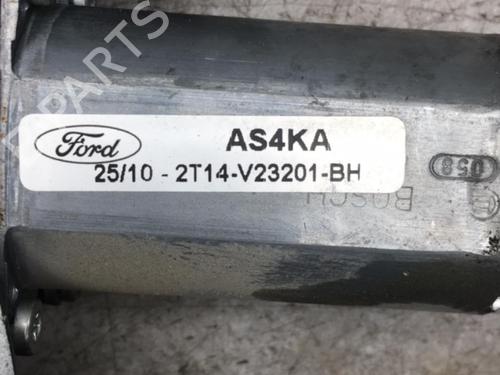 PARTS
Ford
AS4KA
25/10 - 2T14-V23201-BH
058
BOSCH